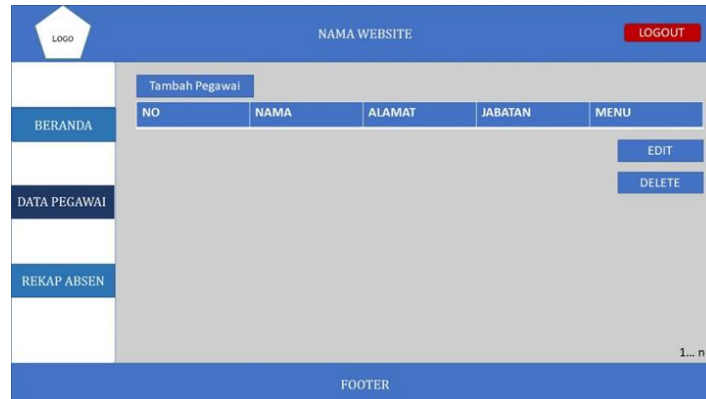 LOGO
NAMA WEBSITE
LOGOUT
Tambah Pegawai
NO NAMA ALAMAT JABATAN MENU
BERANDA
EDIT
DELETE
DATA PEGAWAI
REKAP ABSEN
1... n
FOOTER